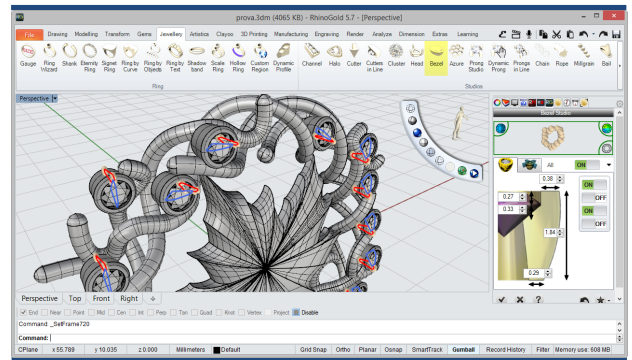 prova.3dm (4065 KB) - RhinoGold 5.7 - [Perspective]
File Drawing Modelling Transform Gems Jewellery Artistics Clayoo 3D Printing Manufacturing Engraving Render Analyze Dimension Extras Learning
Gauge Ring Wizard Shank Eternity Ring Signet Ring Ring by Curve Ring by Objects Ring by Text Shadow band Scale Ring Hollow Ring Custom Region Dynamic Profile Channel Halo Cutter Cutters in Line Cluster Head Bezel Azure Prong Studio Dynamic Prong Prongs in Line Chain Rope Millgrain Bail
Ring Studios
Perspective
Bezel Studio
All ON
0.38
ON
0.27
OFF
0.33
ON
1.84
OFF
0.29
?
Perspective Top Front Right
End Near Point Mid Cen Int Perp Tan Quad Knot Vertex Project Disable
Command: _SelFrame720
Command:
CPlane x 55.789 y 10.035 z 0.000 Millimeters Default Grid Snap Ortho Planar Osnap SmartTrack Gumball Record History Filter Memory use: 608 MB